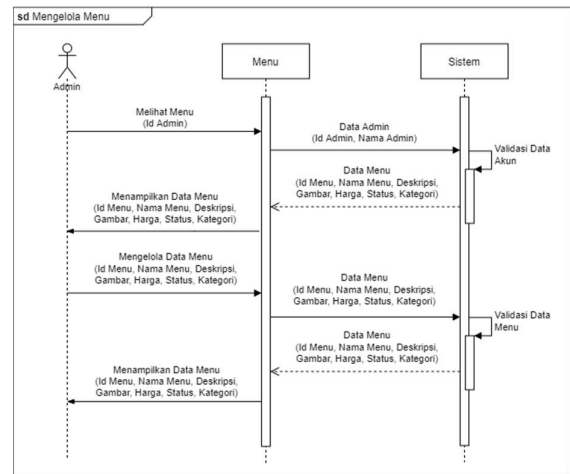 sd Mengelola Menu
Admin
Menu
Sistem
Melihat Menu
(Id Admin)
Data Admin
(Id Admin, Nama Admin)
Validasi Data
Akun
Data Menu
(Id Menu, Nama Menu, Deskripsi,
Gambar, Harga, Status, Kategori)
Menampilkan Data Menu
(Id Menu, Nama Menu, Deskripsi,
Gambar, Harga, Status, Kategori)
Mengelola Data Menu
(Id Menu, Nama Menu, Deskripsi,
Gambar, Harga, Status, Kategori)
Data Menu
(Id Menu, Nama Menu, Deskripsi,
Gambar, Harga, Status, Kategori)
Validasi Data
Menu
Data Menu
(Id Menu, Nama Menu, Deskripsi,
Gambar, Harga, Status, Kategori)
Menampilkan Data Menu
(Id Menu, Nama Menu, Deskripsi,
Gambar, Harga, Status, Kategori)